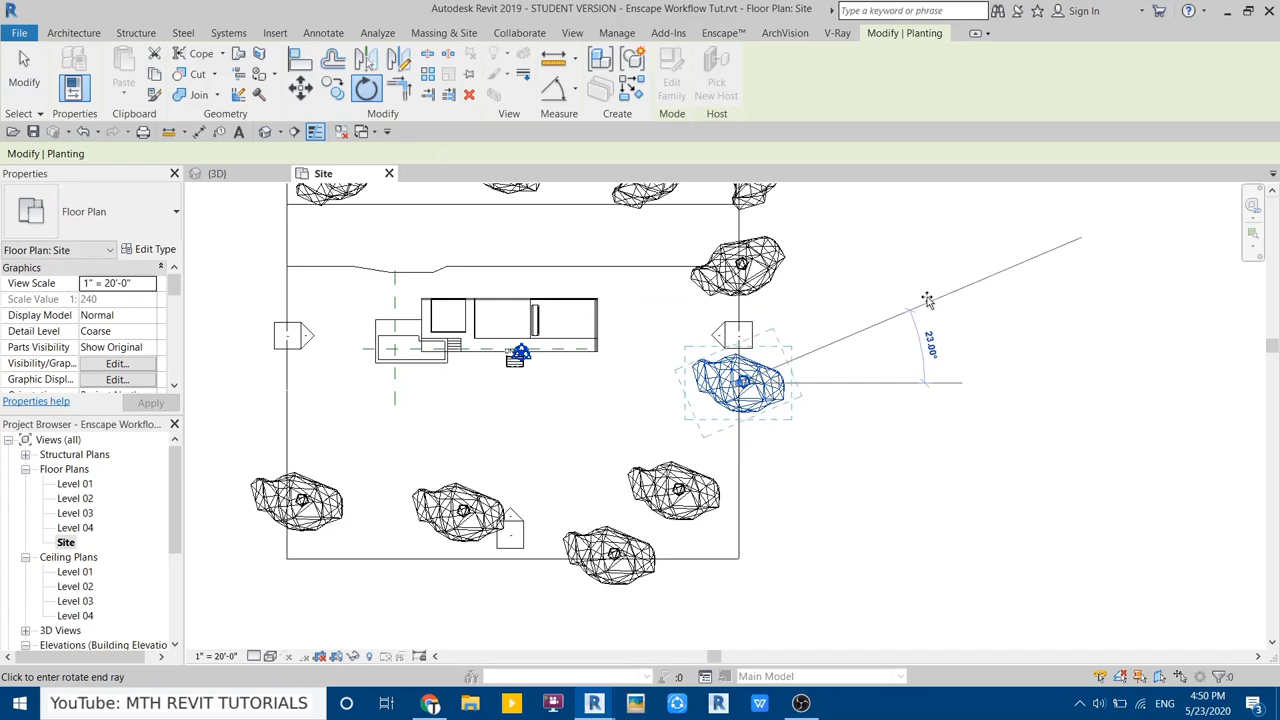 Autodesk Revit 2019 - STUDENT VERSION - Enscape Workflow Tut.rvt - Floor Plan: Site
Type a keyword or phrase
Sign In
File
Architecture
Structure
Steel
Systems
Insert
Annotate
Analyze
Massing & Site
Collaborate
View
Manage
Add-Ins
Enscape™
ArchVision
V-Ray
Modify | Planting
Modify
Paste
Cope
Cut
Join
Edit
Family
Pick
New Host
Select
Properties
Clipboard
Geometry
Modify
View
Measure
Create
Mode
Host
Modify | Planting
Properties
{3D}
Site
Floor Plan
Floor Plan: Site
Edit Type
Graphics
View Scale
1" = 20'-0"
Scale Value 1:
240
Display Model
Normal
Detail Level
Coarse
Parts Visibility
Show Original
Visibility/Grap...
Edit...
Graphic Displ...
Edit...
Properties help
Apply
Project Browser - Enscape Workflo...
Views (all)
Structural Plans
Floor Plans
Level 01
Level 02
Level 03
Level 04
Site
Ceiling Plans
Level 01
Level 02
Level 03
Level 04
3D Views
Elevations (Building Elevatio
23.00°
1" = 20'-0"
Click to enter rotate end ray
:0
Main Model
:0
YouTube: MTH REVIT TUTORIALS
ENG
4:50 PM
5/23/2020
3